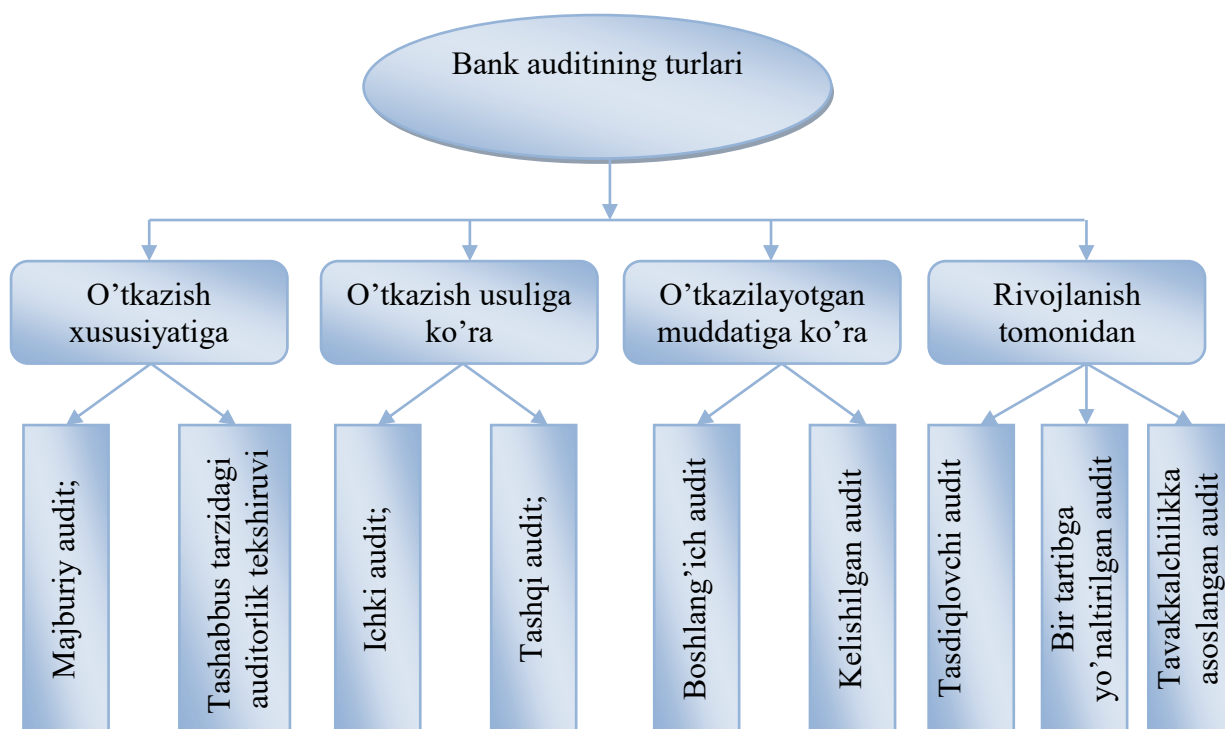 Bank auditining turlari
O’tkazish
xususiyatiga
O’tkazish usuliga
ko’ra
O’tkazilayotgan
muddatiga ko’ra
Rivojlanish
tomonidan
Majburiy audit;
Tashabbus tarzidagi
auditorlik tekshiruvi
Ichki audit;
Tashqi audit;
Boshlang’ich audit
Kelishilgan audit
Tasdiqlovchi audit
Bir tartibga
yo’naltirilgan audit
Tavakkalchilikka
asoslangan audit